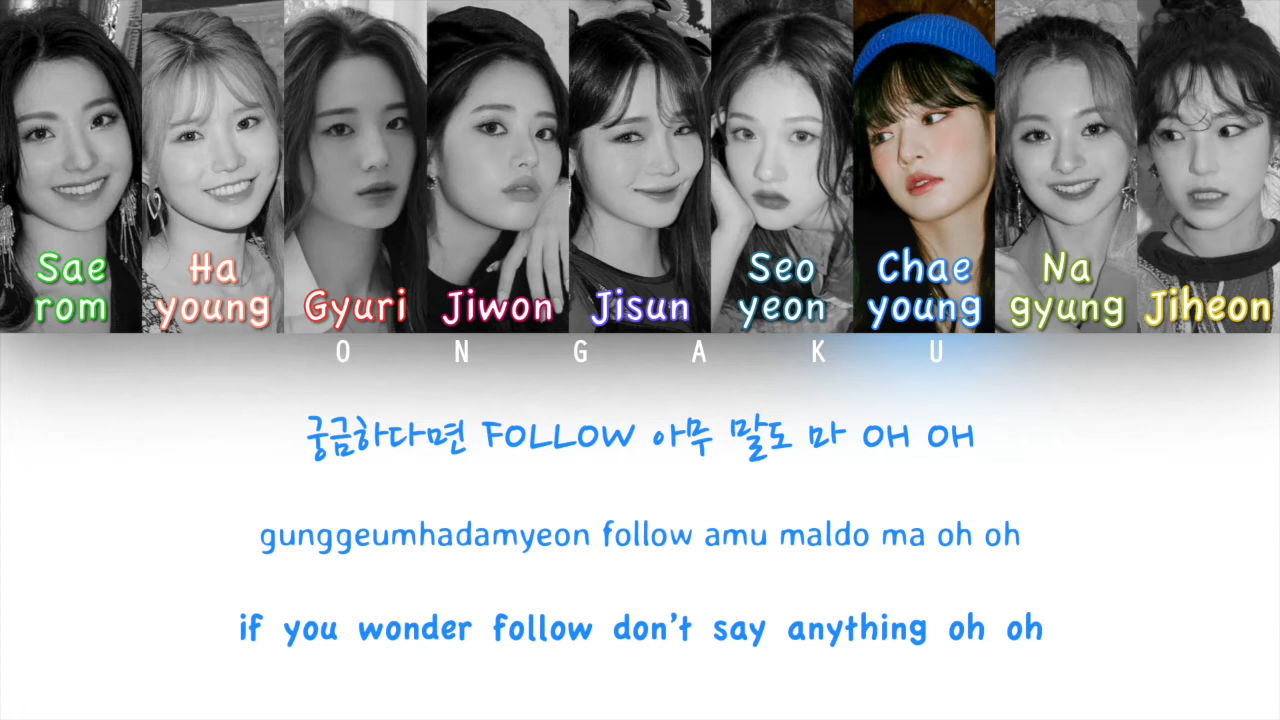 Sae
rom
Ha
young
Gyuri
Jiwon
Jisun
Seo
yeon
Chae
young
Na
gyung
Jiheon
O N G A K U
궁금하다면 FOLLOW 아무 말도 마 OH OH
gunggeumhadamyeon follow amu maldo ma oh oh
if you wonder follow don't say anything oh oh